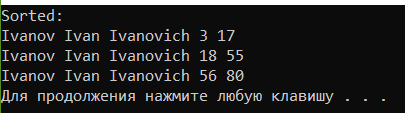 Sorted:
Ivanov Ivan Ivanovich 3 17
Ivanov Ivan Ivanovich 18 55
Ivanov Ivan Ivanovich 56 80
Для продолжения нажмите любую клавишу . . .